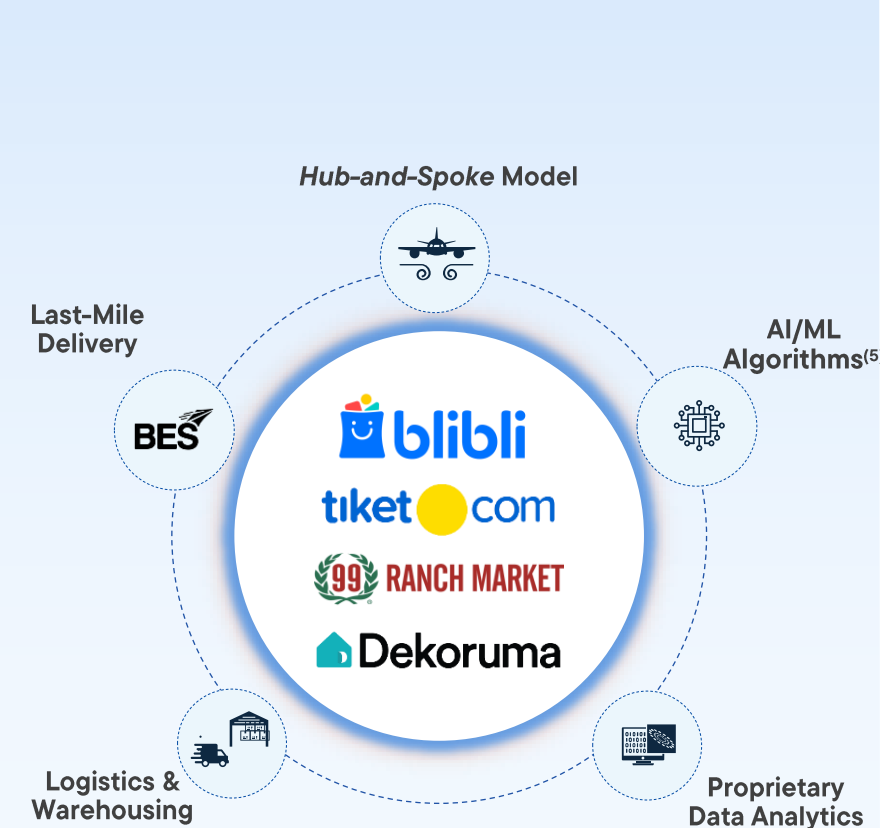 Hub-and-Spoke Model
Last-Mile
Delivery
AI/ML
Algorithms(5
BES
blibli
tiket com
99 RANCH MARKET
Dekoruma
Logistics &
Warehousing
Proprietary
Data Analytics